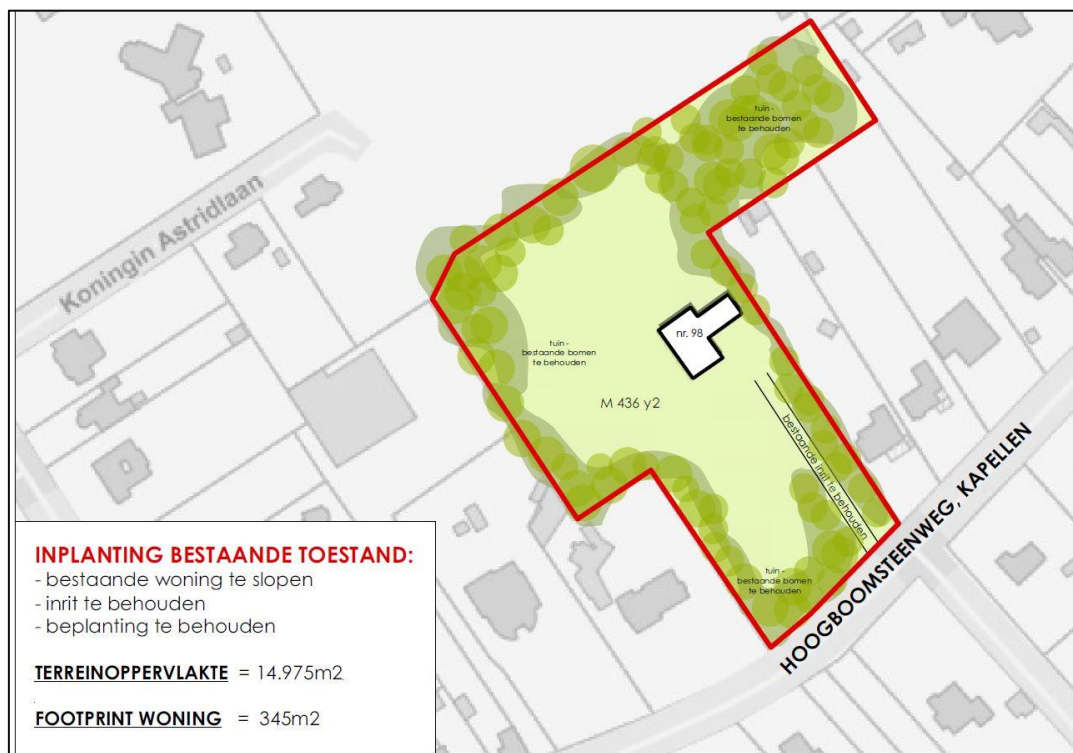 tuin -
bestaande bomen
te behouden
Koningin Astridlaan
nr. 98
tuin -
bestaande bomen
te behouden
M 436 y2
bestaande inrit te behouden
HOOGBOOMSTEENWEG, KAPELLEN
tuin -
bestaande bomen
te behouden
INPLANTING BESTAANDE TOESTAND:
- bestaande woning te slopen
- inrit te behouden
- beplanting te behouden
TERREINOPPERVLAKTE = 14.975m2
FOOTPRINT WONING = 345m2